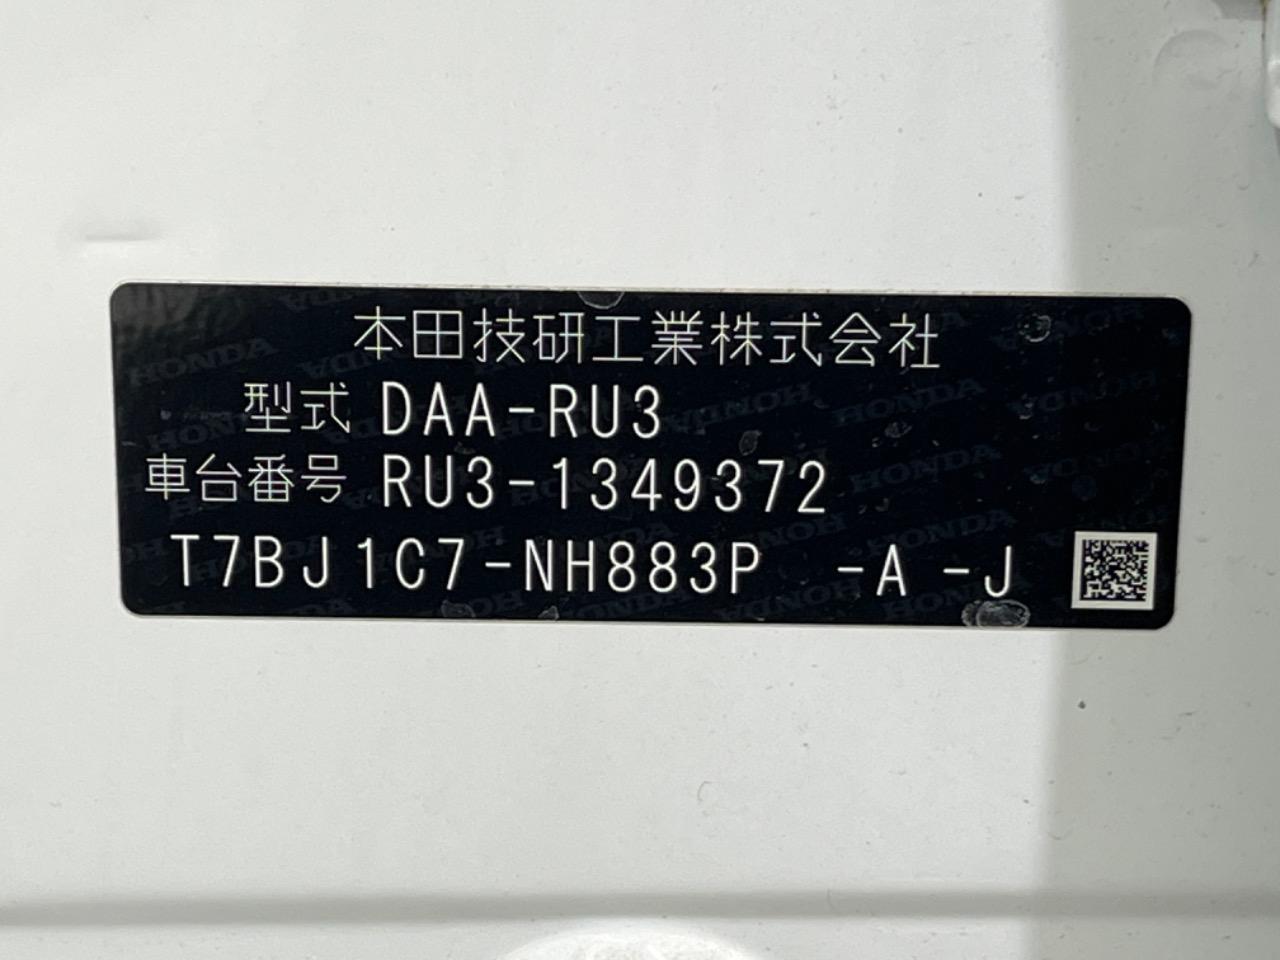 本田技研工業株式会社
型式 DAA-RU3
車台番号 RU3-1349372
T7BJ1C7-NH883P -A -J